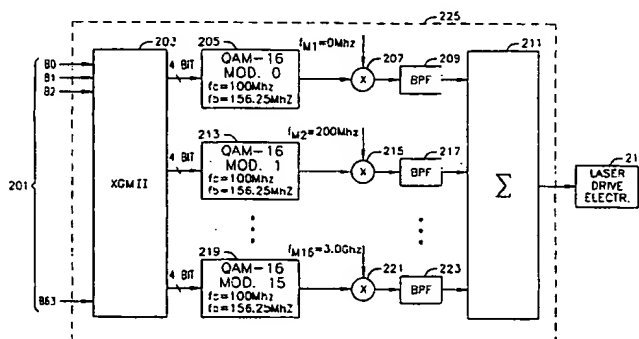 225
203
205
4 BIT
QAM-16
MOD. 0
fc=100Mhz
fb=156.25MhZ
fM1=0Mhz
207
209
211
X
BPF
B0
B1
B2
201
B63
XGMII
213
4 BIT
QAM-16
MOD. 1
fc=100Mhz
fb=156.25MhZ
fM2=200Mhz
215
217
X
BPF
Σ
21
LASER
DRIVE
ELECTR.
219
4 BIT
QAM-16
MOD. 15
fc=100Mhz
fb=156.25MhZ
fM16=3.0Ghz
221
223
X
BPF